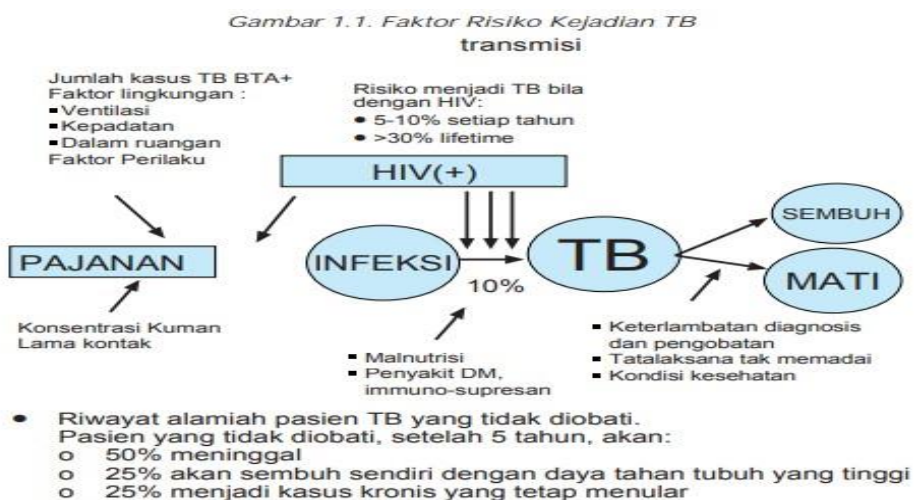 Gambar 1.1. Faktor Risiko Kejadian TB
transmisi
Jumlah kasus TB BTA+
Faktor lingkungan :
▪ Ventilasi
▪ Kepadatan
▪ Dalam ruangan
Faktor Perilaku
Risiko menjadi TB bila
dengan HIV:
● 5-10% setiap tahun
● >30% lifetime
HIV(+)
PAJANAN
INFEKSI
10%
TB
SEMBUH
MATI
Konsentrasi Kuman
Lama kontak
▪ Malnutrisi
▪ Penyakit DM,
immuno-supresan
▪ Keterlambatan diagnosis
dan pengobatan
▪ Tatalaksana tak memadai
▪ Kondisi kesehatan
● Riwayat alamiah pasien TB yang tidak diobati.
Pasien yang tidak diobati, setelah 5 tahun, akan:
o 50% meninggal
o 25% akan sembuh sendiri dengan daya tahan tubuh yang tinggi
o 25% menjadi kasus kronis yang tetap menular